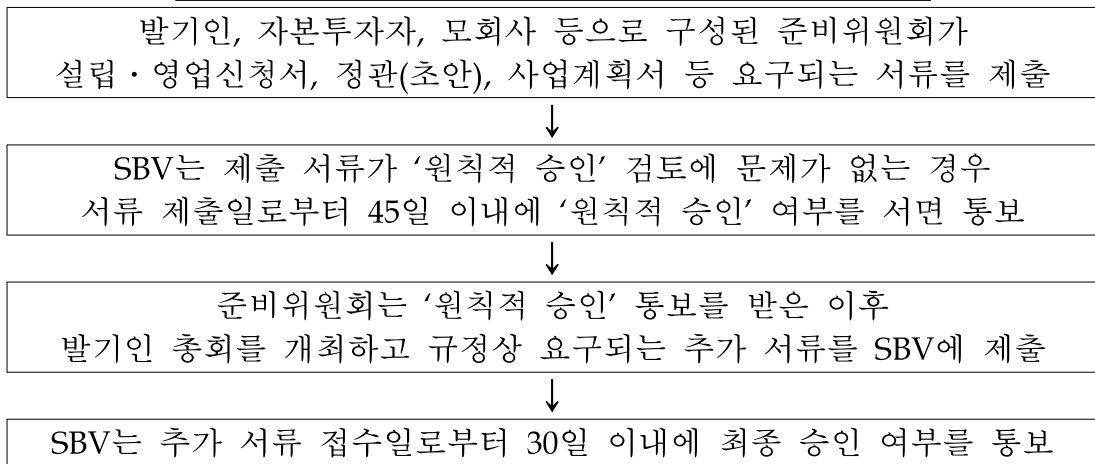 발기인, 자본투자자, 모회사 등으로 구성된 준비위원회가
설립・영업신청서, 정관(초안), 사업계획서 등 요구되는 서류를 제출
↓
SBV는 제출 서류가 ‘원칙적 승인’ 검토에 문제가 없는 경우
서류 제출일로부터 45일 이내에 ‘원칙적 승인’ 여부를 서면 통보
↓
준비위원회는 ‘원칙적 승인’ 통보를 받은 이후
발기인 총회를 개최하고 규정상 요구되는 추가 서류를 SBV에 제출
↓
SBV는 추가 서류 접수일로부터 30일 이내에 최종 승인 여부를 통보